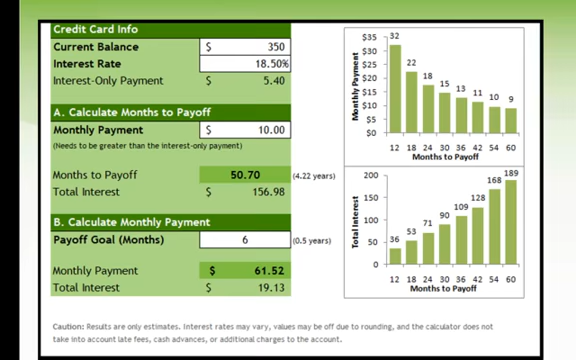 Credit Card Info
Current Balance $ 350
Interest Rate 18.50%
Interest-Only Payment $ 5.40
A. Calculate Months to Payoff
Monthly Payment $ 10.00
(Needs to be greater than the interest-only payment)
Months to Payoff 50.70 (4.22 years)
Total Interest $ 156.98
B. Calculate Monthly Payment
Payoff Goal (Months) 6 (0.5 years)
Monthly Payment $ 61.52
Total Interest $ 19.13
Monthly Payment
$35
$30
$25
$20
$15
$10
$5
$0
32 22 18 15 13 11 10 9
12 18 24 30 36 42 54 60
Months to Payoff
Total Interest
200
150
100
50
0
36 53 71 90 109 128 168 189
12 18 24 30 36 42 54 60
Months to Payoff
Caution: Results are only estimates. Interest rates may vary, values may be off due to rounding, and the calculator does not
take into account late fees, cash advances, or additional charges to the account.